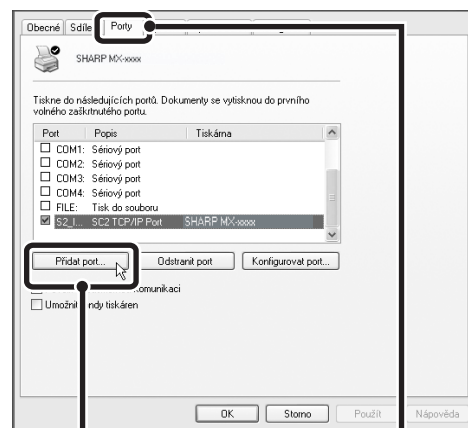 Obecné Porty
SHARP MX-xxxx
Tiskne do následujících portů. Dokumenty se vytisknou do prvního
volného zaškrtnutého portu.
Port Popis Tiskárna
COM1: Sériový port
COM2: Sériový port
COM3: Sériový port
COM4: Sériový port
FILE: Tisk do souboru
S2_I... SC2 TCP/IP Port SHARP MX-xxxx
Přidat port... Odstranit port Konfigurovat port...
komunikaci
Umožnit tiskáren
OK Storno Použít Nápověda